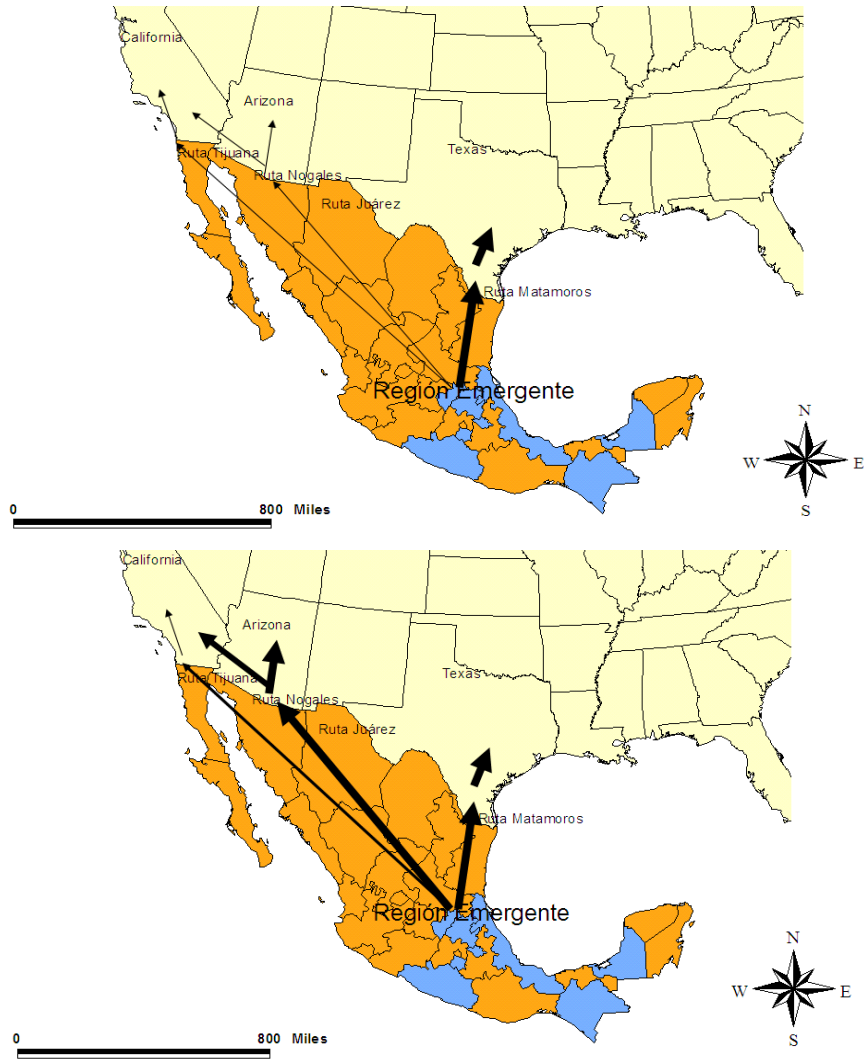 California
Arizona
Texas
Ruta Tijuana
Ruta Nogales
Ruta Juárez
Ruta Matamoros
Región Emergente
N
W
E
S
0
800 Miles
California
Arizona
Texas
Ruta Tijuana
Ruta Nogales
Ruta Juárez
Ruta Matamoros
Región Emergente
N
W
E
S
0
800 Miles